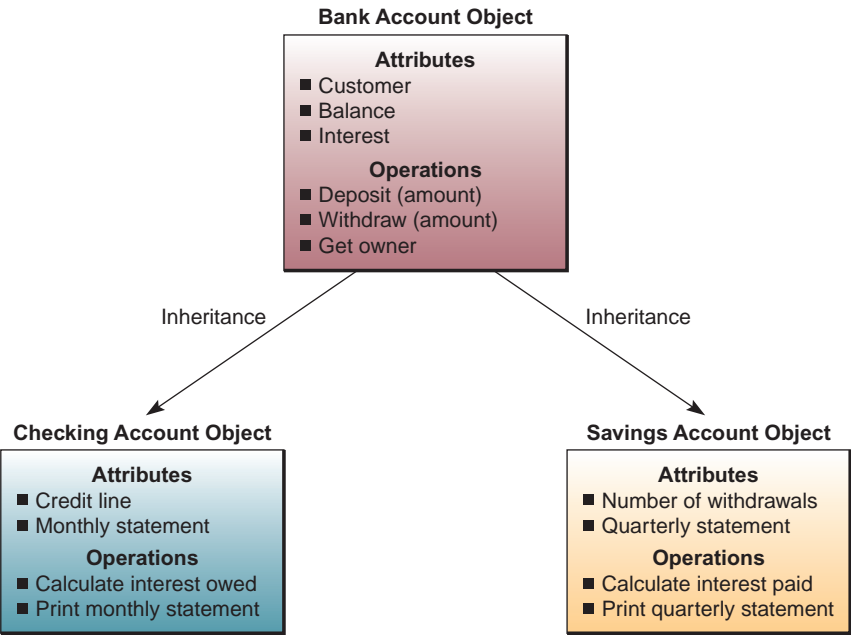 Bank Account Object
Attributes
■ Customer
■ Balance
■ Interest
Operations
■ Deposit (amount)
■ Withdraw (amount)
■ Get owner
Inheritance
Inheritance
Checking Account Object
Attributes
■ Credit line
■ Monthly statement
Operations
■ Calculate interest owed
■ Print monthly statement
Savings Account Object
Attributes
■ Number of withdrawals
■ Quarterly statement
Operations
■ Calculate interest paid
■ Print quarterly statement